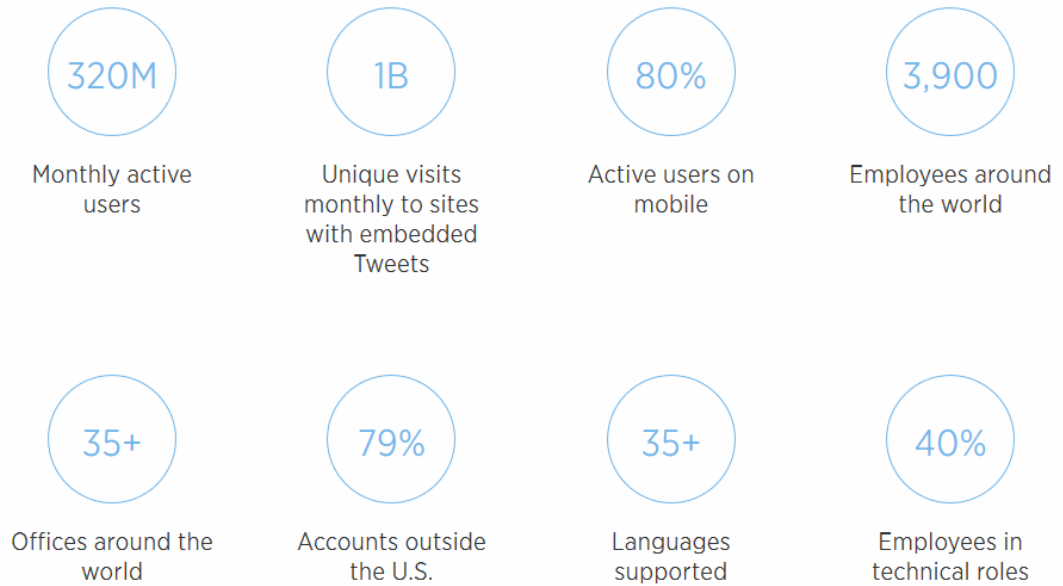 320M
Monthly active
users
1B
Unique visits
monthly to sites
with embedded
Tweets
80%
Active users on
mobile
3,900
Employees around
the world
35+
Offices around the
world
79%
Accounts outside
the U.S.
35+
Languages
supported
40%
Employees in
technical roles